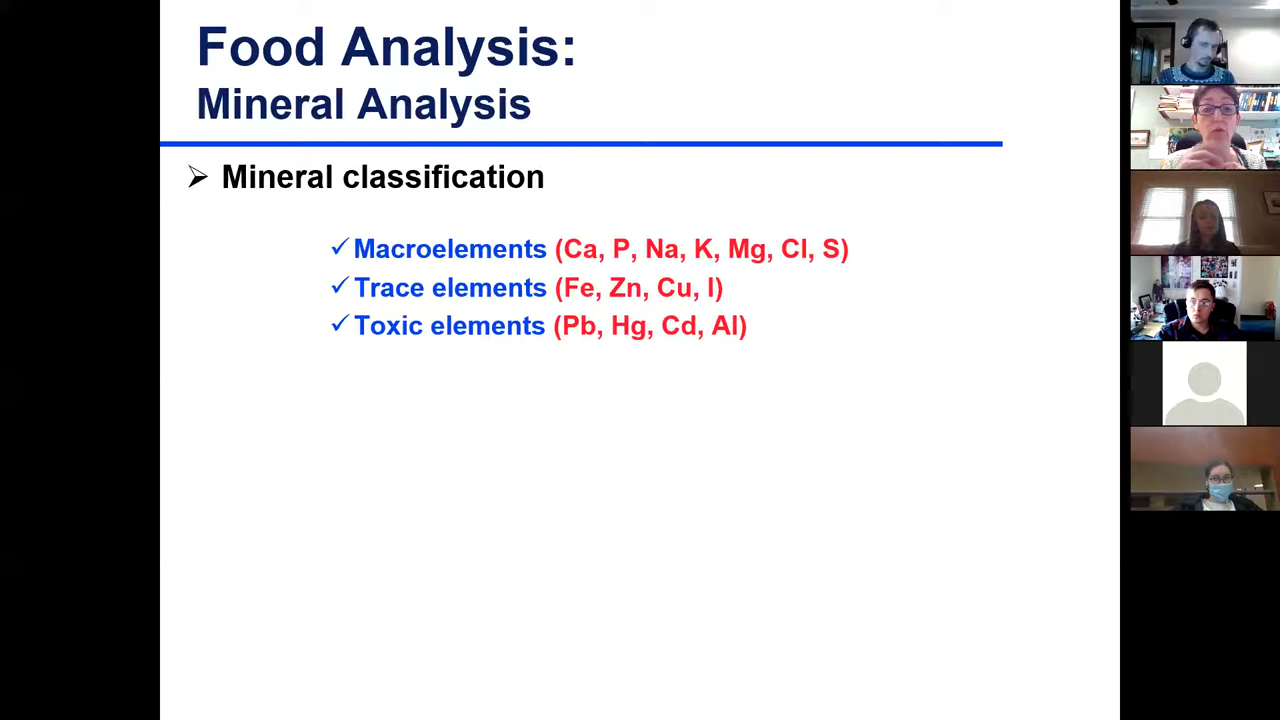 Food Analysis:
Mineral Analysis
Mineral classification
Macroelements (Ca, P, Na, K, Mg, Cl, S)
Trace elements (Fe, Zn, Cu, I)
Toxic elements (Pb, Hg, Cd, Al)